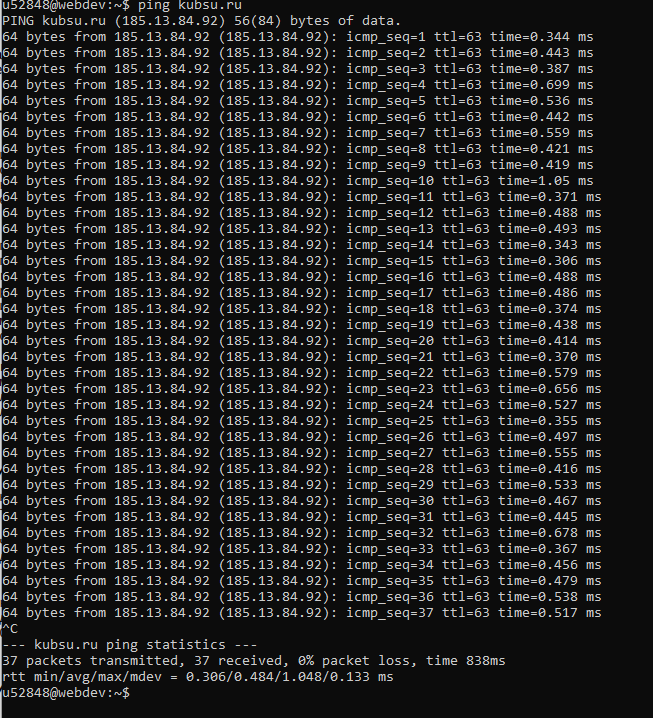 u52848@webdev:~$ ping kubsu.ru
PING kubsu.ru (185.13.84.92) 56(84) bytes of data.
64 bytes from 185.13.84.92 (185.13.84.92): icmp_seq=1 ttl=63 time=0.344 ms
64 bytes from 185.13.84.92 (185.13.84.92): icmp_seq=2 ttl=63 time=0.443 ms
64 bytes from 185.13.84.92 (185.13.84.92): icmp_seq=3 ttl=63 time=0.387 ms
64 bytes from 185.13.84.92 (185.13.84.92): icmp_seq=4 ttl=63 time=0.699 ms
64 bytes from 185.13.84.92 (185.13.84.92): icmp_seq=5 ttl=63 time=0.536 ms
64 bytes from 185.13.84.92 (185.13.84.92): icmp_seq=6 ttl=63 time=0.442 ms
64 bytes from 185.13.84.92 (185.13.84.92): icmp_seq=7 ttl=63 time=0.559 ms
64 bytes from 185.13.84.92 (185.13.84.92): icmp_seq=8 ttl=63 time=0.421 ms
64 bytes from 185.13.84.92 (185.13.84.92): icmp_seq=9 ttl=63 time=0.419 ms
64 bytes from 185.13.84.92 (185.13.84.92): icmp_seq=10 ttl=63 time=1.05 ms
64 bytes from 185.13.84.92 (185.13.84.92): icmp_seq=11 ttl=63 time=0.371 ms
64 bytes from 185.13.84.92 (185.13.84.92): icmp_seq=12 ttl=63 time=0.488 ms
64 bytes from 185.13.84.92 (185.13.84.92): icmp_seq=13 ttl=63 time=0.493 ms
64 bytes from 185.13.84.92 (185.13.84.92): icmp_seq=14 ttl=63 time=0.343 ms
64 bytes from 185.13.84.92 (185.13.84.92): icmp_seq=15 ttl=63 time=0.306 ms
64 bytes from 185.13.84.92 (185.13.84.92): icmp_seq=16 ttl=63 time=0.488 ms
64 bytes from 185.13.84.92 (185.13.84.92): icmp_seq=17 ttl=63 time=0.486 ms
64 bytes from 185.13.84.92 (185.13.84.92): icmp_seq=18 ttl=63 time=0.374 ms
64 bytes from 185.13.84.92 (185.13.84.92): icmp_seq=19 ttl=63 time=0.438 ms
64 bytes from 185.13.84.92 (185.13.84.92): icmp_seq=20 ttl=63 time=0.414 ms
64 bytes from 185.13.84.92 (185.13.84.92): icmp_seq=21 ttl=63 time=0.370 ms
64 bytes from 185.13.84.92 (185.13.84.92): icmp_seq=22 ttl=63 time=0.579 ms
64 bytes from 185.13.84.92 (185.13.84.92): icmp_seq=23 ttl=63 time=0.656 ms
64 bytes from 185.13.84.92 (185.13.84.92): icmp_seq=24 ttl=63 time=0.527 ms
64 bytes from 185.13.84.92 (185.13.84.92): icmp_seq=25 ttl=63 time=0.355 ms
64 bytes from 185.13.84.92 (185.13.84.92): icmp_seq=26 ttl=63 time=0.497 ms
64 bytes from 185.13.84.92 (185.13.84.92): icmp_seq=27 ttl=63 time=0.555 ms
64 bytes from 185.13.84.92 (185.13.84.92): icmp_seq=28 ttl=63 time=0.416 ms
64 bytes from 185.13.84.92 (185.13.84.92): icmp_seq=29 ttl=63 time=0.533 ms
64 bytes from 185.13.84.92 (185.13.84.92): icmp_seq=30 ttl=63 time=0.467 ms
64 bytes from 185.13.84.92 (185.13.84.92): icmp_seq=31 ttl=63 time=0.445 ms
64 bytes from 185.13.84.92 (185.13.84.92): icmp_seq=32 ttl=63 time=0.678 ms
64 bytes from 185.13.84.92 (185.13.84.92): icmp_seq=33 ttl=63 time=0.367 ms
64 bytes from 185.13.84.92 (185.13.84.92): icmp_seq=34 ttl=63 time=0.456 ms
64 bytes from 185.13.84.92 (185.13.84.92): icmp_seq=35 ttl=63 time=0.479 ms
64 bytes from 185.13.84.92 (185.13.84.92): icmp_seq=36 ttl=63 time=0.538 ms
64 bytes from 185.13.84.92 (185.13.84.92): icmp_seq=37 ttl=63 time=0.517 ms
^C
--- kubsu.ru ping statistics ---
37 packets transmitted, 37 received, 0% packet loss, time 838ms
rtt min/avg/max/mdev = 0.306/0.484/1.048/0.133 ms
u52848@webdev:~$